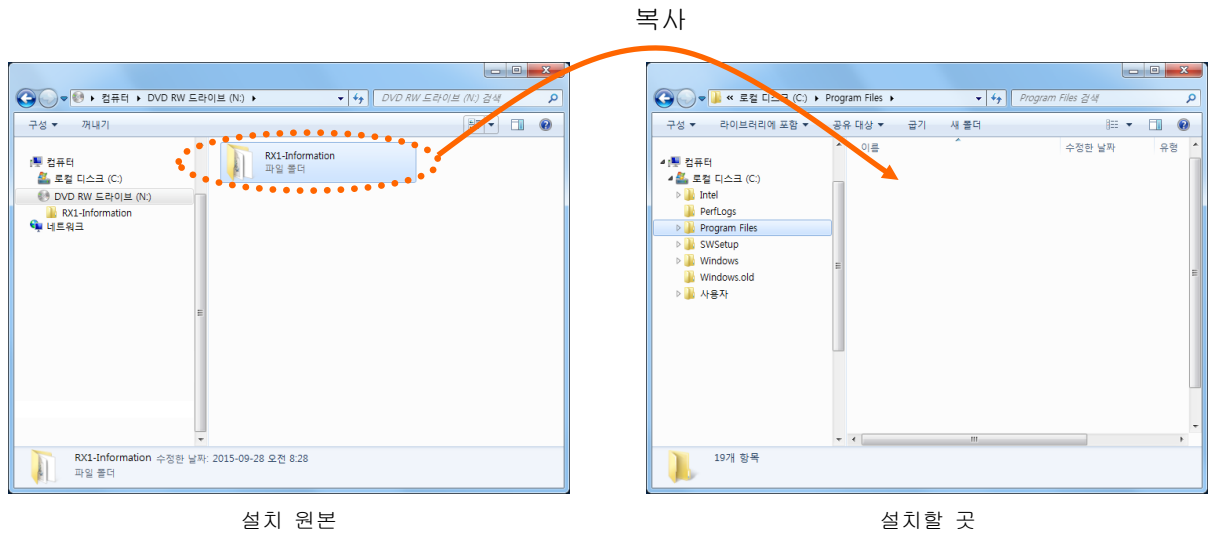 복사
컴퓨터 ▸ DVD RW 드라이브 (N:) ▸
DVD RW 드라이브 (N:) 검색
구성 꺼내기
컴퓨터
로컬 디스크 (C:)
DVD RW 드라이브 (N:)
RX1-Information
네트워크
RX1-Information
파일 폴더
RX1-Information 수정한 날짜: 2015-09-28 오전 8:28
파일 폴더
설치 원본
« 로컬 디스크 (C:) ▸ Program Files ▸
Program Files 검색
구성 라이브러리에 포함 공유 대상 굽기 새 폴더
이름 수정한 날짜 유형
컴퓨터
로컬 디스크 (C:)
Intel
PerfLogs
Program Files
SWSetup
Windows
Windows.old
사용자
19개 항목
설치할 곳